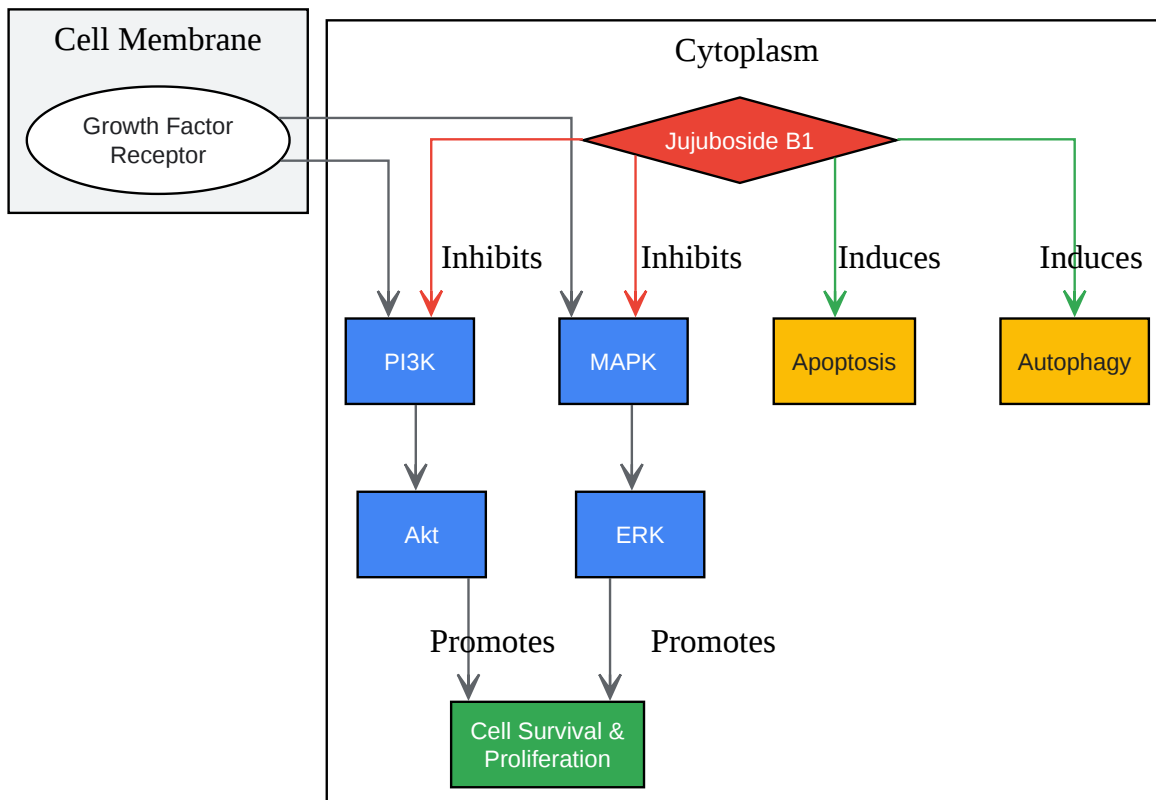 Cell Membrane
Growth Factor
Receptor
Cytoplasm
Jujuboside B1
Inhibits
Inhibits
Induces
Induces
PI3K
MAPK
Apoptosis
Autophagy
Akt
ERK
Promotes
Promotes
Cell Survival &
Proliferation